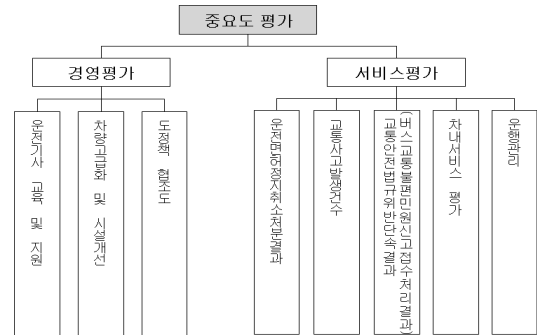 중요도 평가
경영평가
서비스평가
운전기사 교육 및 지원
차량고급화 및 시설개선
도정책 협조도
운전면허정지취소처분결과
교통사고발생건수
교통안전법규위반단속결과
(버스교통불편민원신고접수처리결과)
차내서비스 평가
운행관리